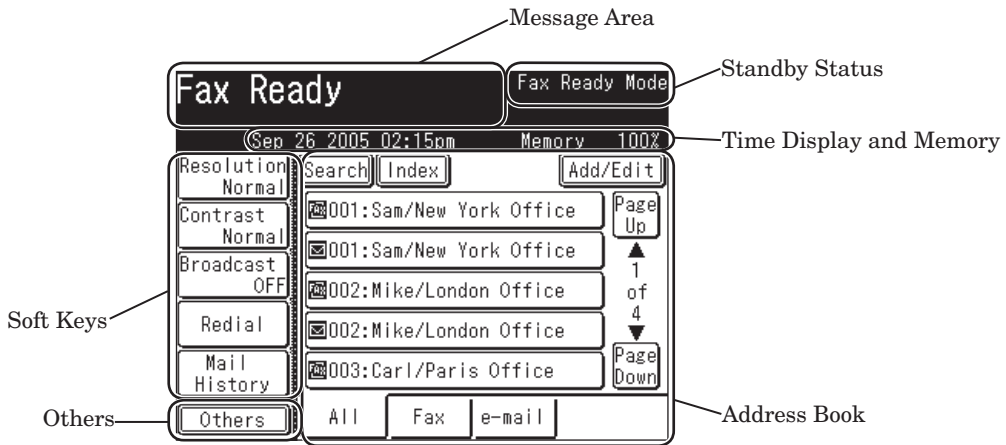 Message Area
Standby Status
Fax Ready
Fax Ready Mode
Time Display and Memory
Sep 26 2005 02:15pm Memory 100%
Resolution
Normal
Contrast
Normal
Broadcast
OFF
Redial
Mail
History
Others
Soft Keys
Others
Search Index Add/Edit
FAX 001:Sam/New York Office
001:Sam/New York Office
FAX 002:Mike/London Office
002:Mike/London Office
FAX 003:Carl/Paris Office
Page
Up
1
of
4
Page
Down
All Fax e-mail
Address Book